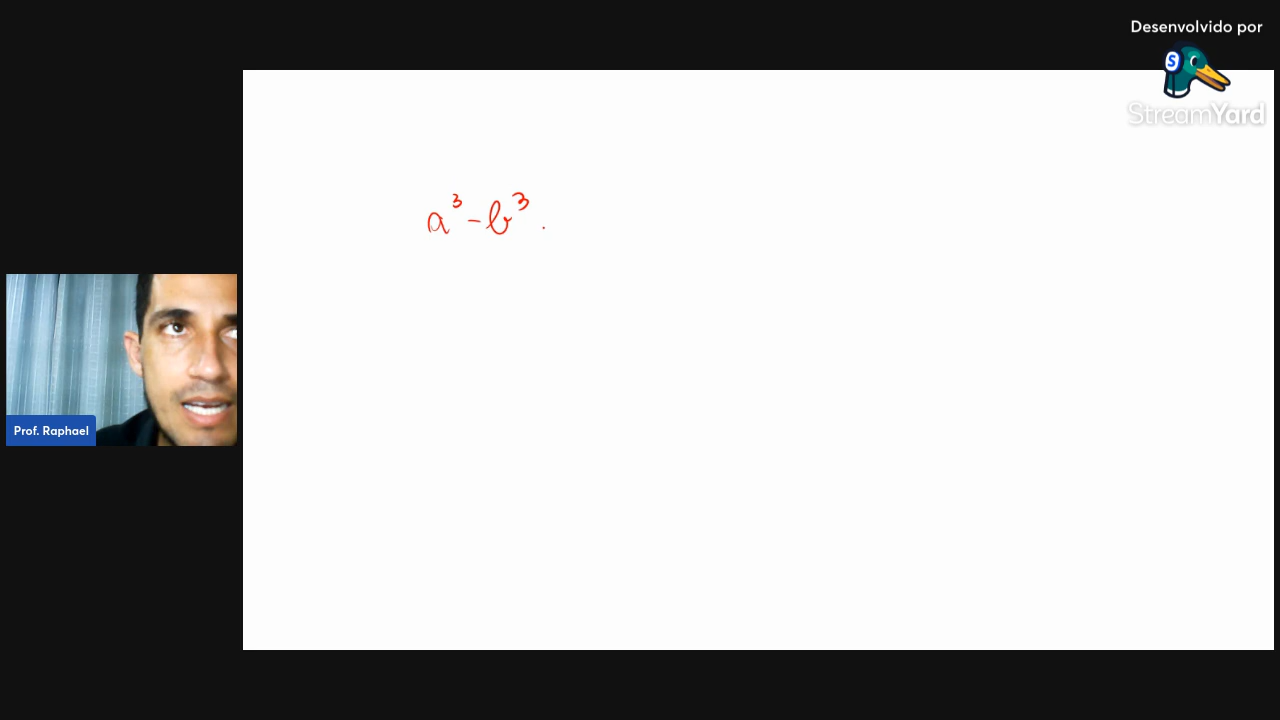 Desenvolvido por
S
StreamYard
a³-b³.
Prof. Raphael